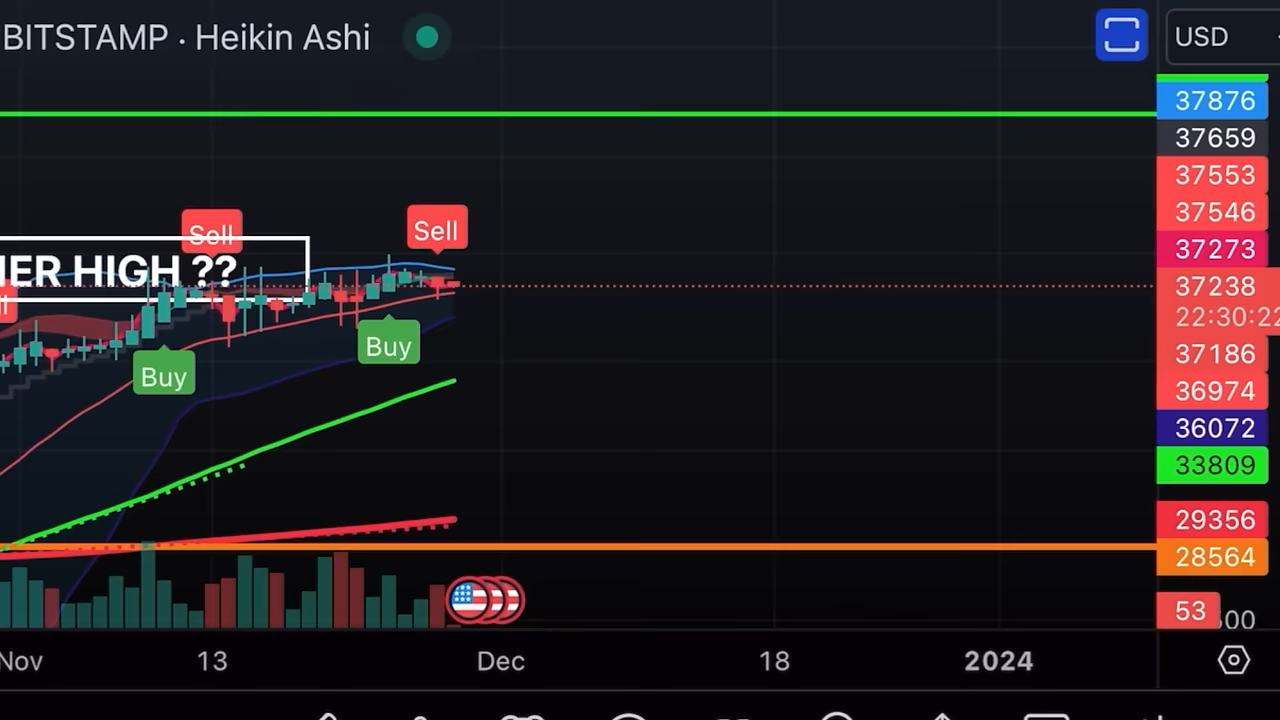 BITSTAMP · Heikin Ashi
USD
37876
37659
37553
37546
37273
37238
22:30:22
37186
36974
36072
33809
29356
28564
53
Sell
Sell
HER HIGH ??
Buy
Buy
Nov
13
Dec
18
2024